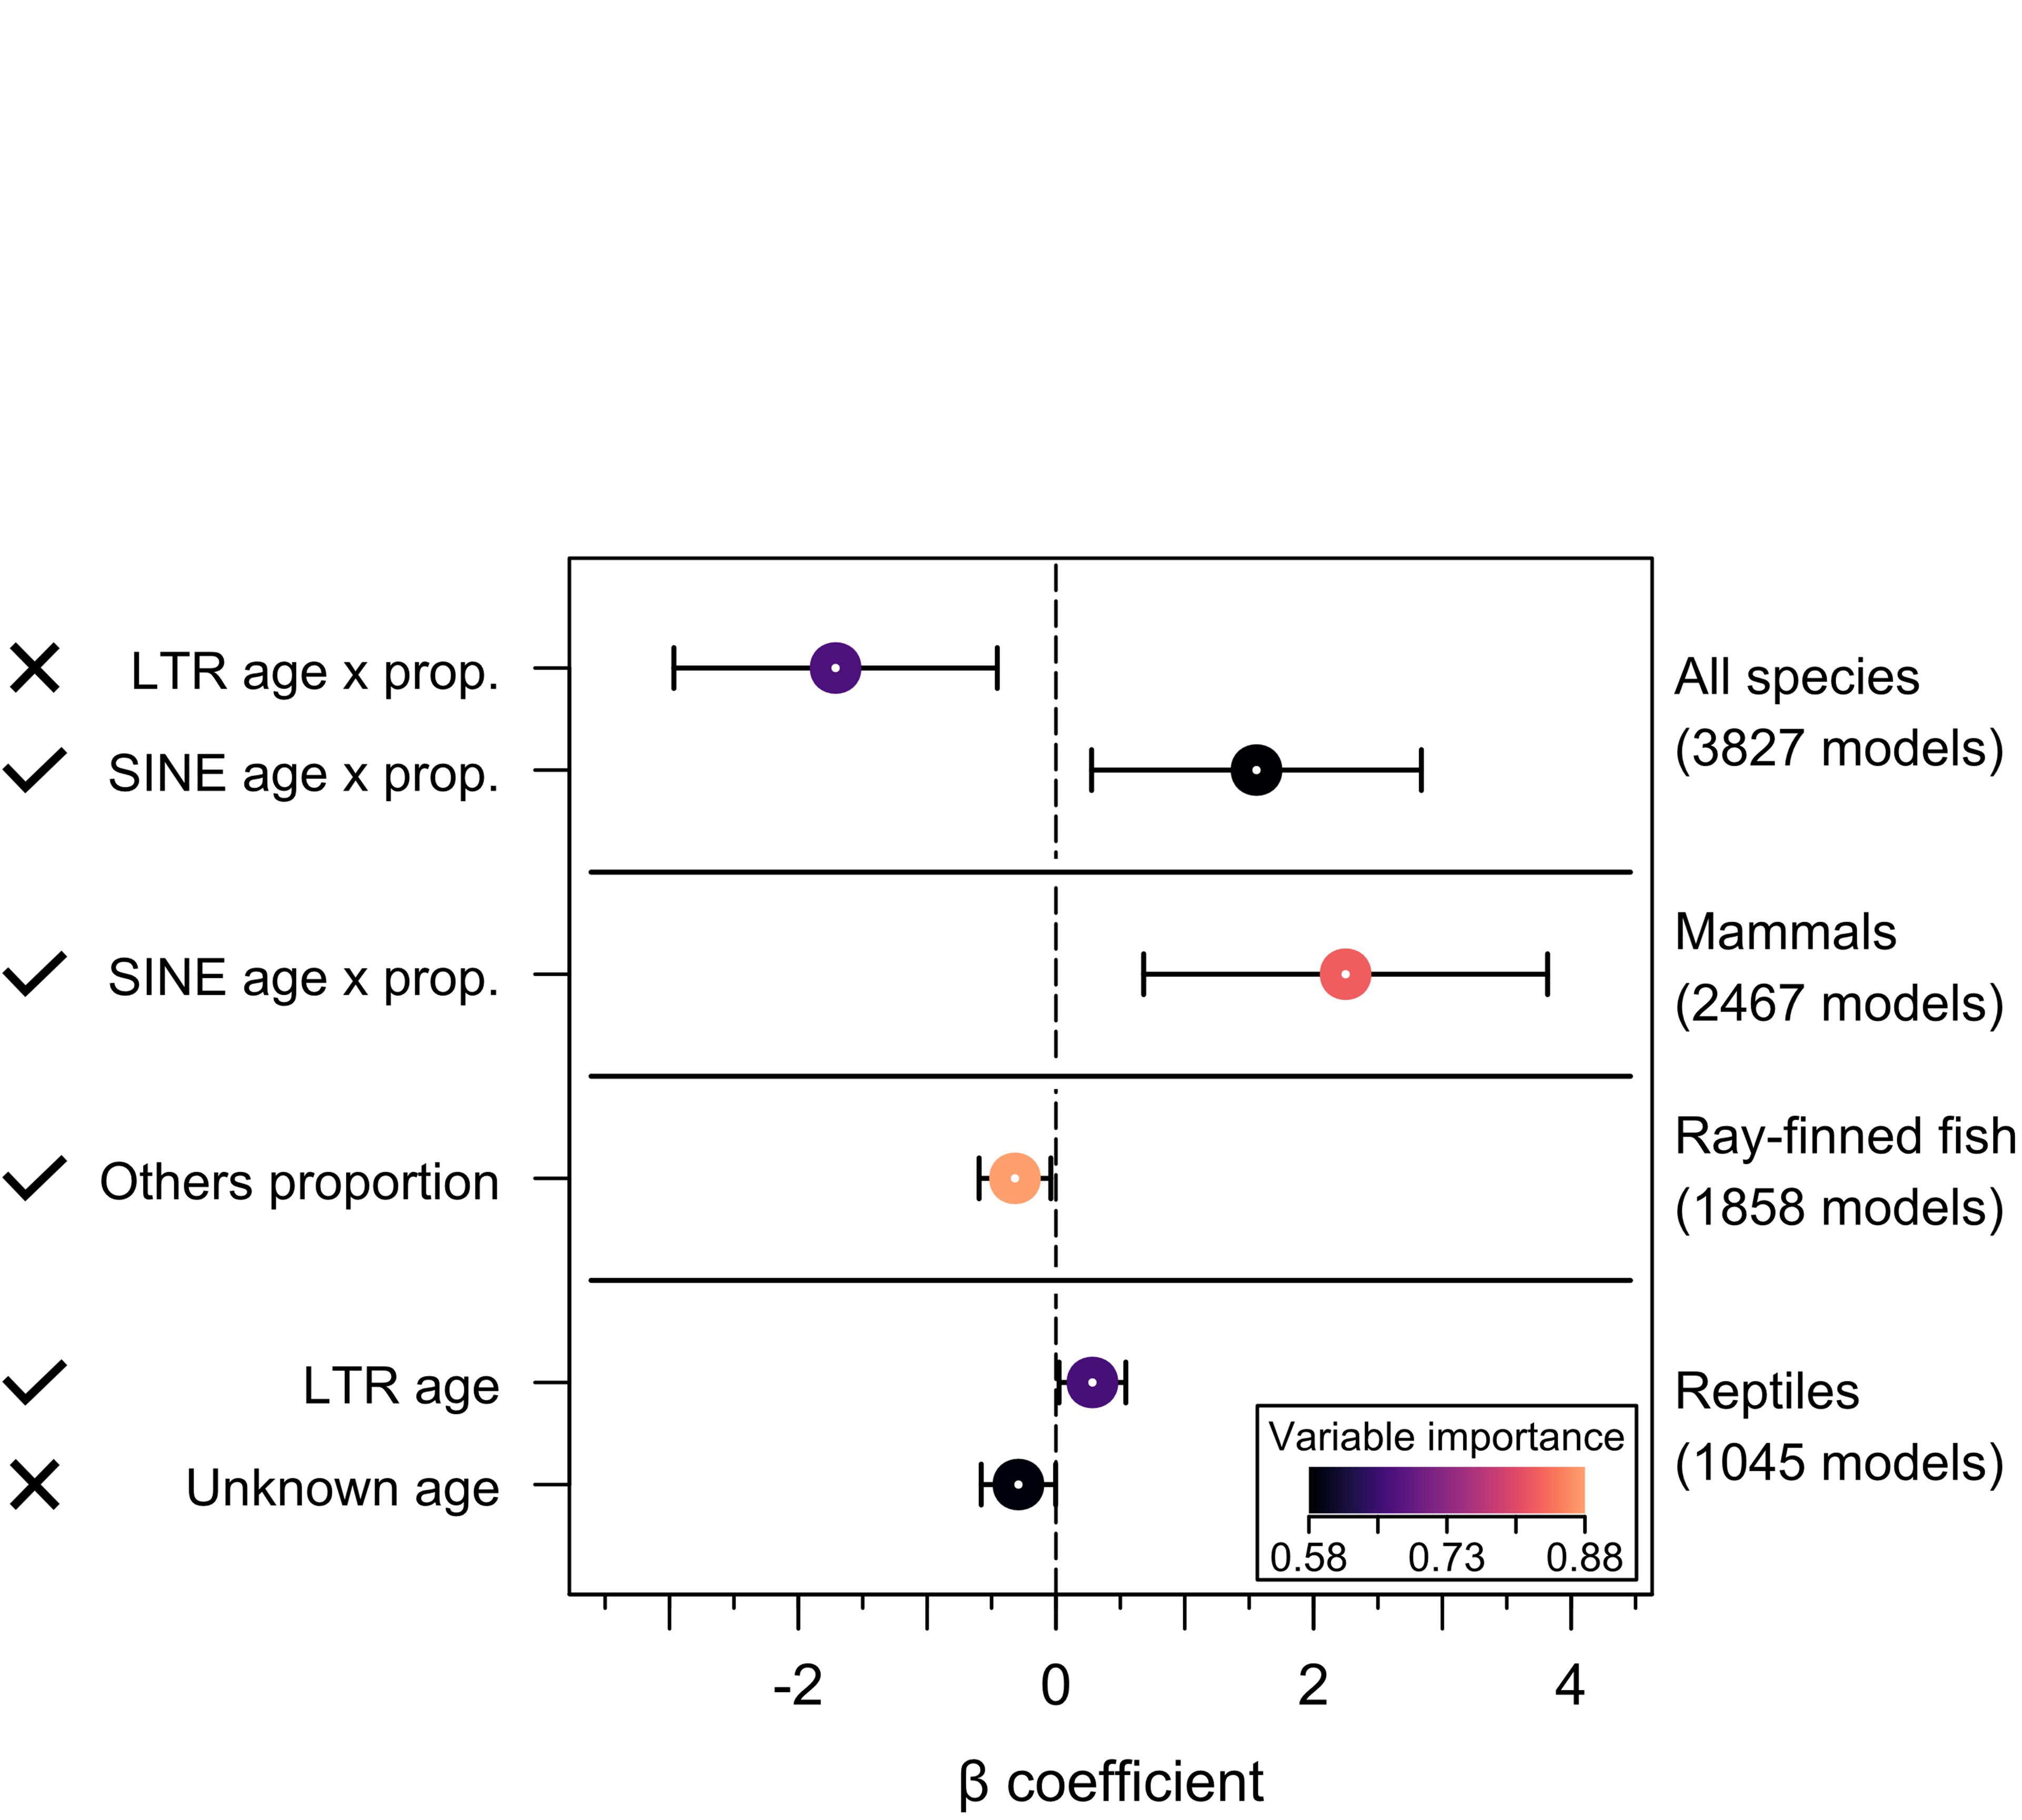 LTR age x prop.
SINE age x prop.
All species
(3827 models)
SINE age x prop.
Mammals
(2467 models)
Others proportion
Ray-finned fish
(1858 models)
LTR age
Unknown age
Reptiles
(1045 models)
Variable importance
0.58 0.73 0.88
-2 0 2 4
β coefficient